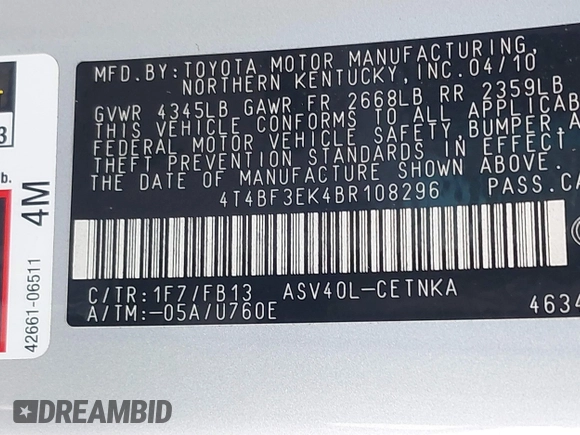 MFD. BY: TOYOTA MOTOR MANUFACTURING,
NORTHERN KENTUCKY, INC. 04/10
GVWR 4345LB GAWR FR 2668LB RR 2359LB
THIS VEHICLE CONFORMS TO ALL APPLICAB
FEDERAL MOTOR VEHICLE SAFETY, BUMPER, A
THEFT PREVENTION STANDARDS IN EFFECT
THE DATE OF MANUFACTURE SHOWN ABOVE.
4T4BF3EK4BR108296 PASS. CA
C/TR: 1F7/FB13 ASV40L-CETNKA
A/TM: -05A/U760E
4634
3
b.
4M
42661-06511
DREAMBID